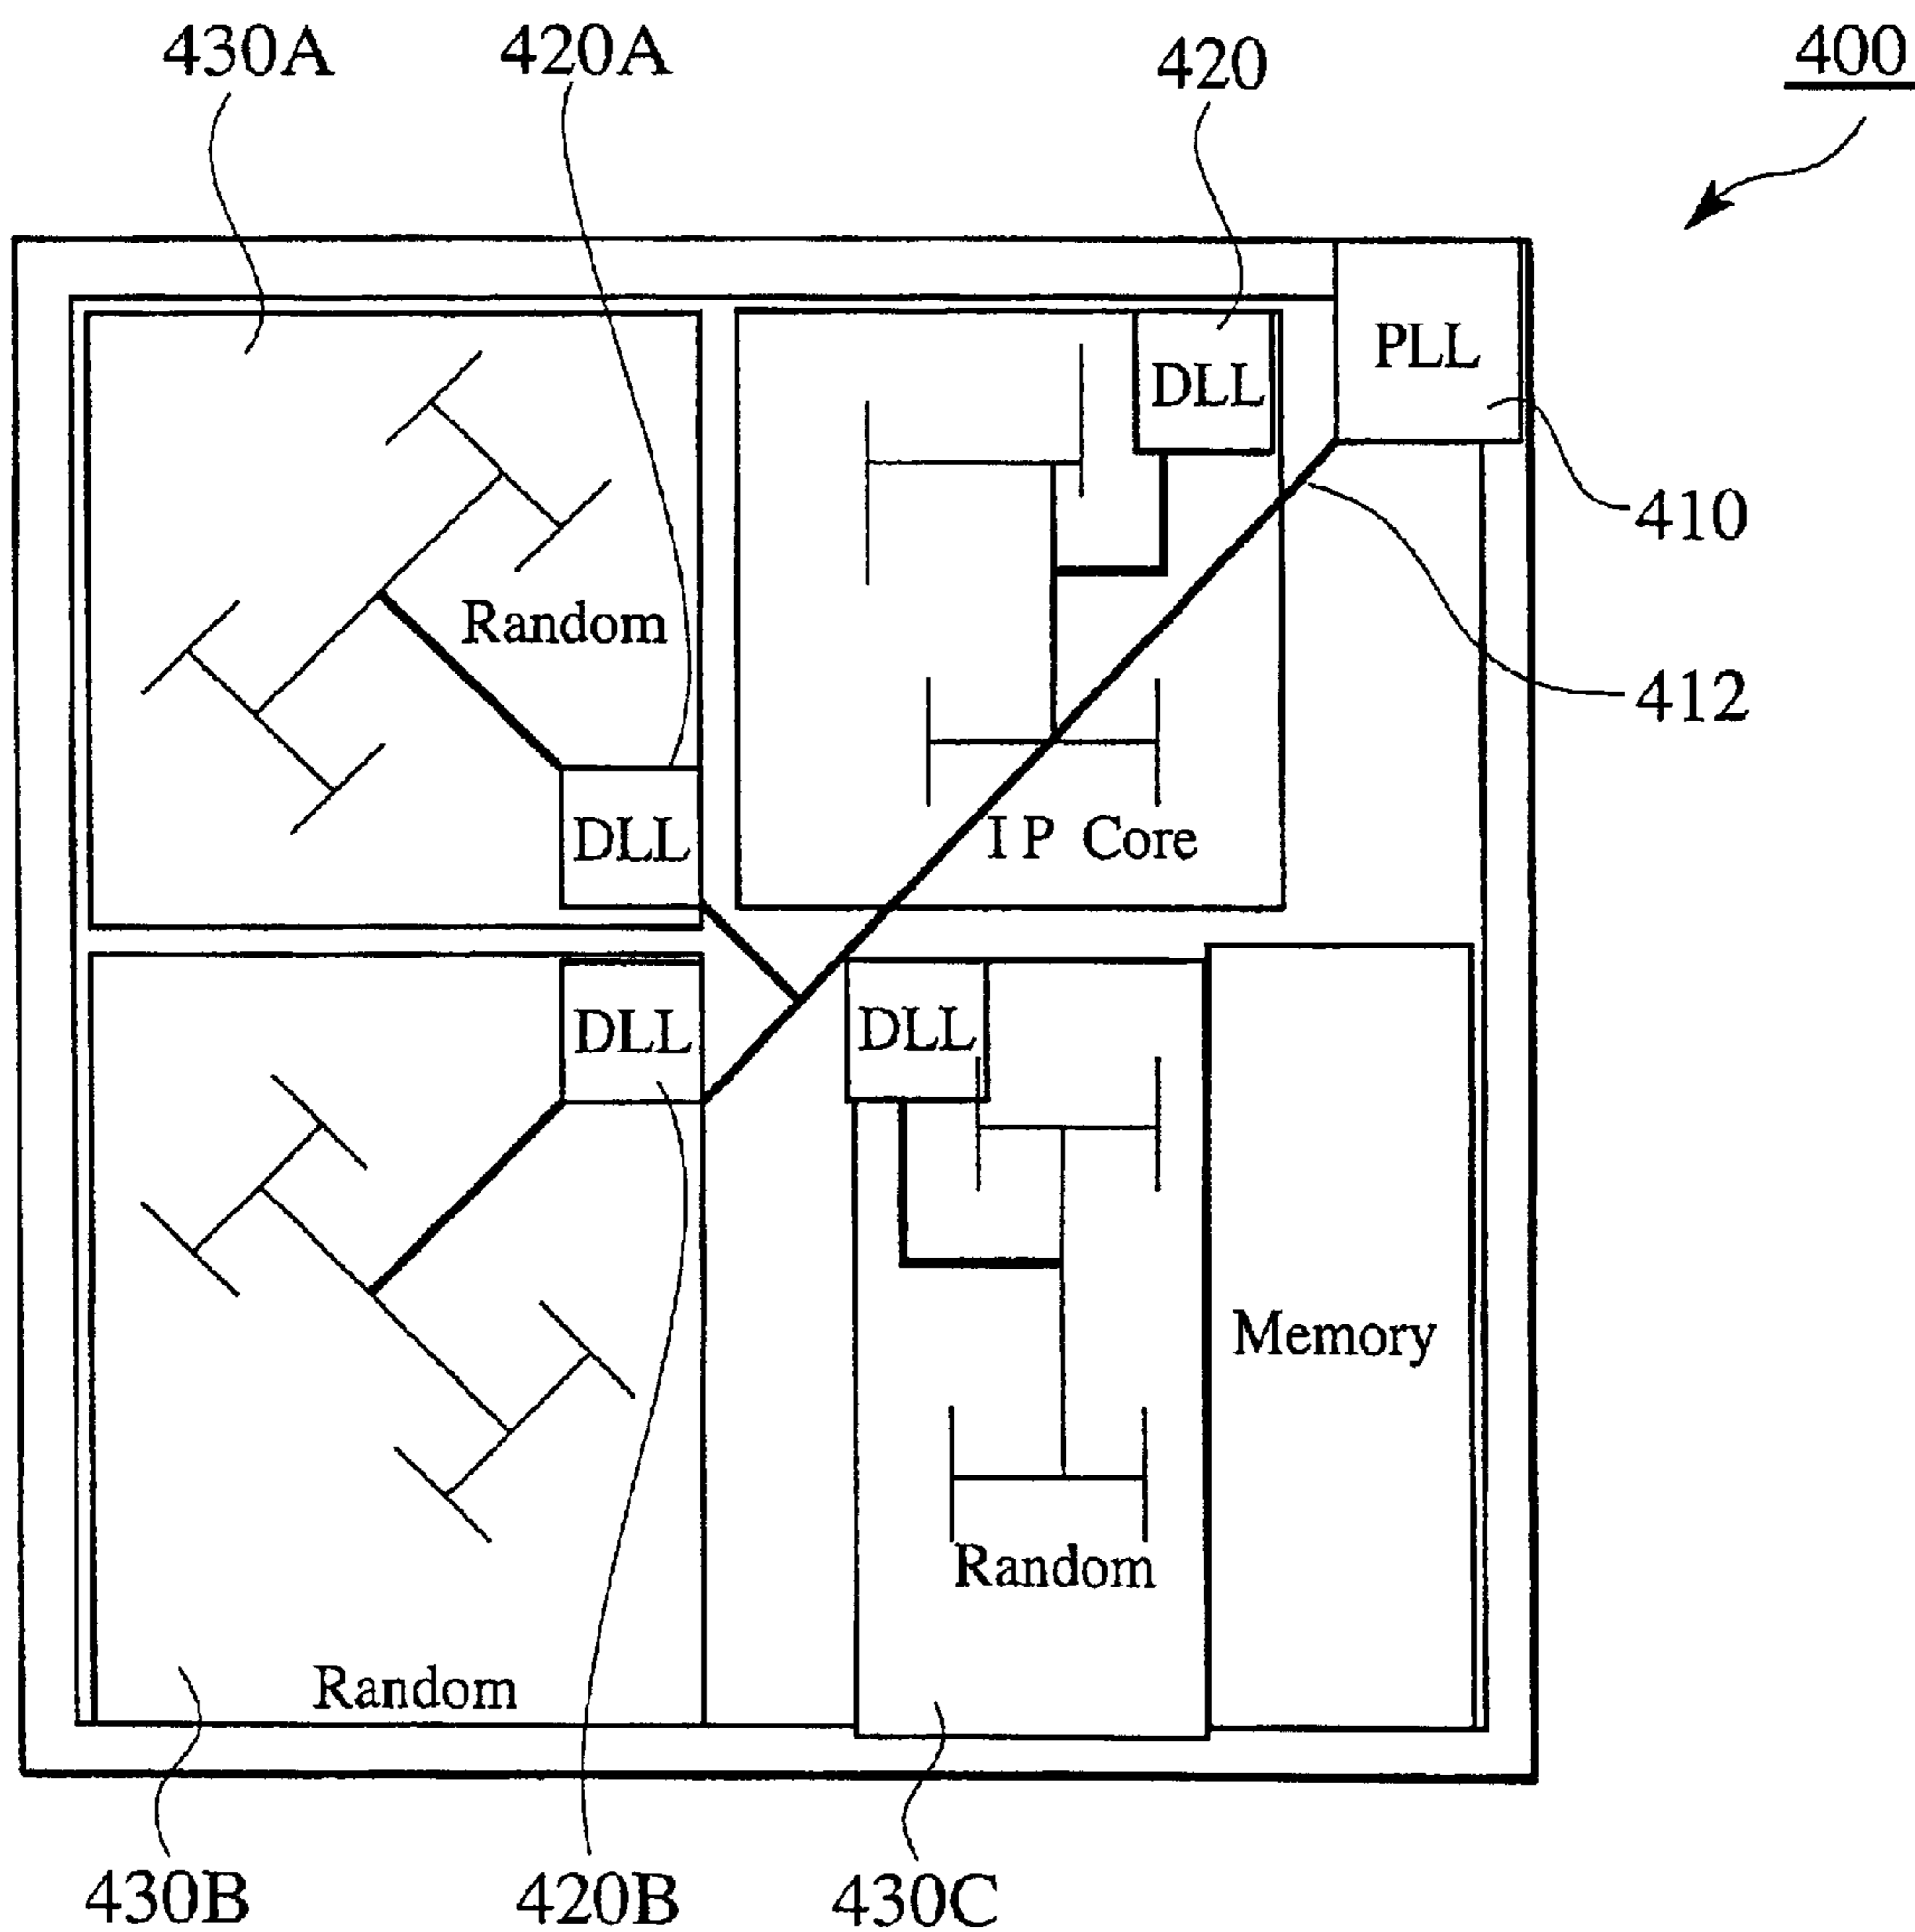 430A
420A
420
400
PLL
DLL
410
Random
412
DLL
I P Core
DLL
DLL
Memory
Random
Random
430B
420B
430C